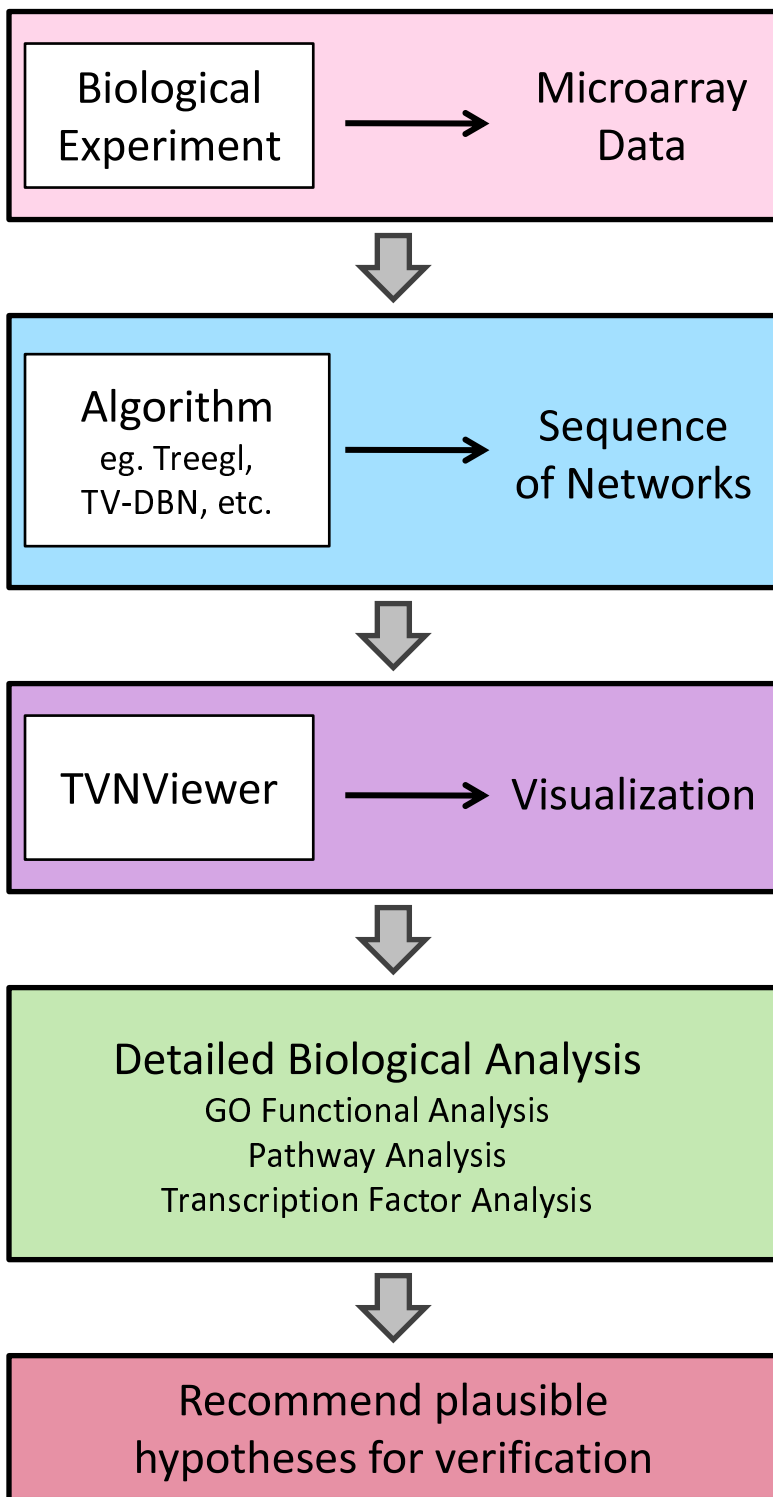 Biological
Experiment
Microarray
Data
Algorithm
eg. Treegl,
TV-DBN, etc.
Sequence
of Networks
TVNViewer
Visualization
Detailed Biological Analysis
GO Functional Analysis
Pathway Analysis
Transcription Factor Analysis
Recommend plausible
hypotheses for verification